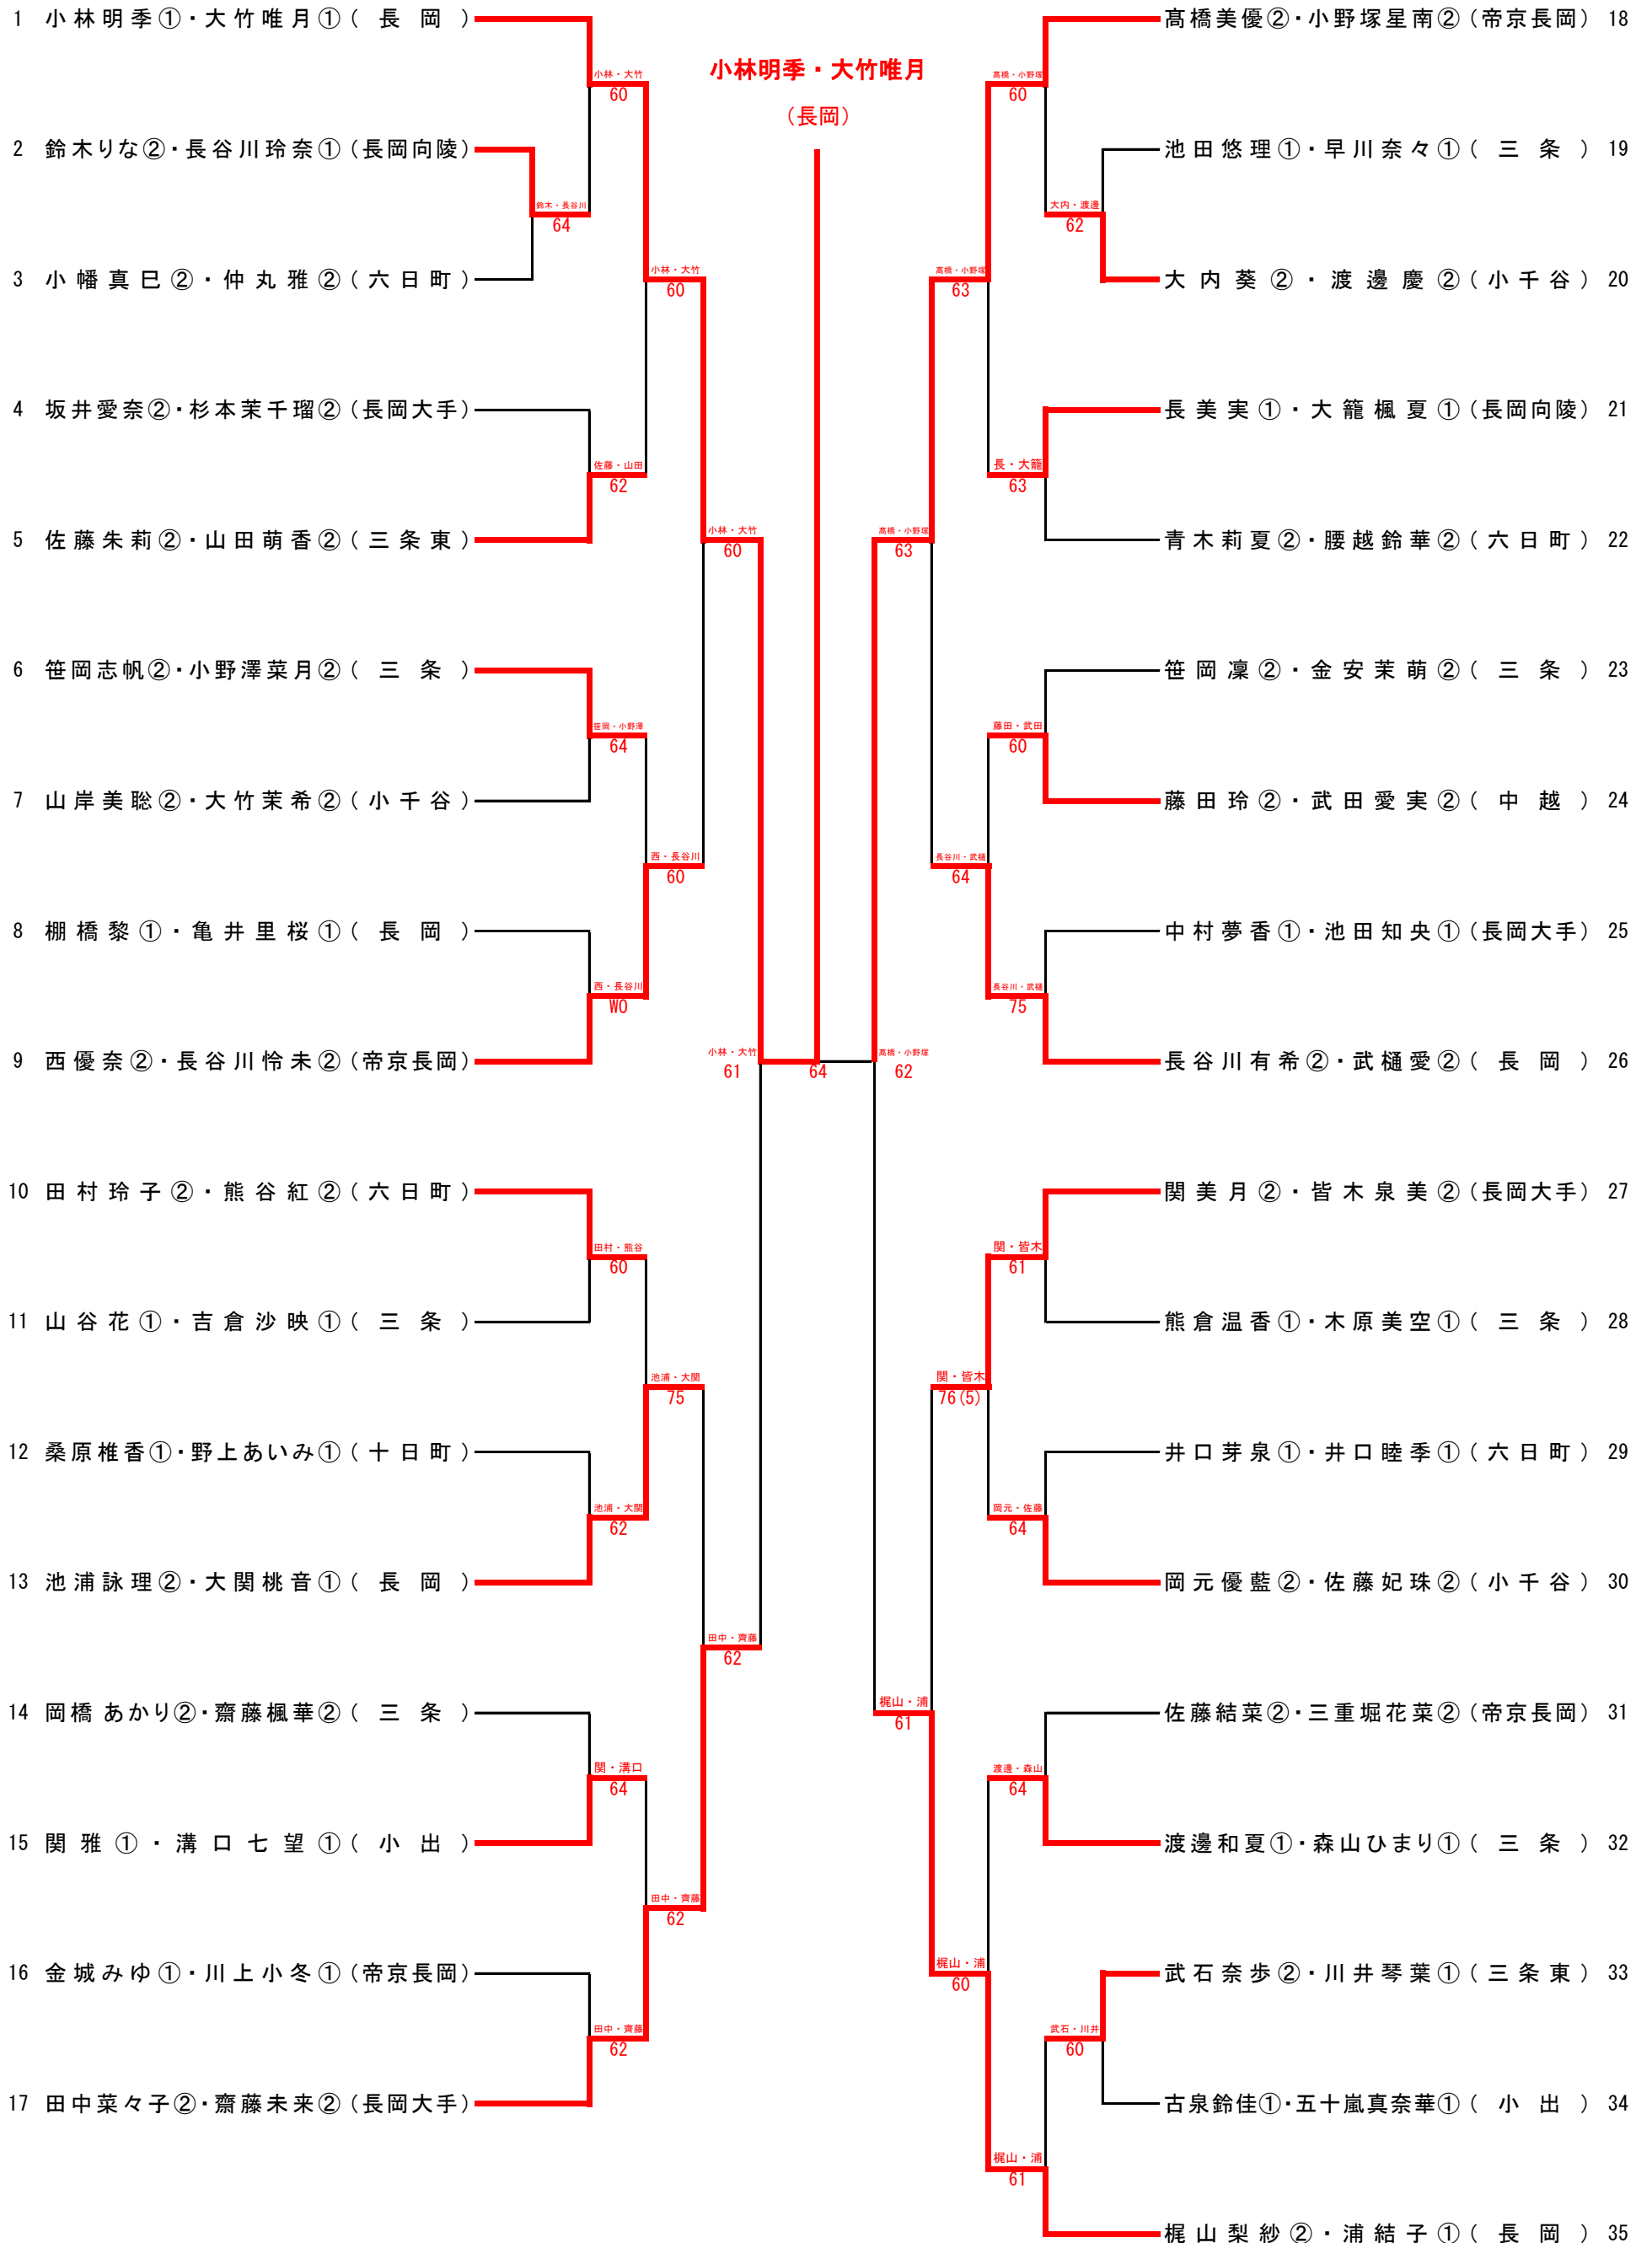 1 小林明季①・大竹唯月①(長岡)
小林・大竹
60
2 鈴木りな②・長谷川玲奈①(長岡向陵)
鈴木・長谷川
64
3 小幡真巳②・仲丸雅②(六日町)
小林・大竹
60
4 坂井愛奈②・杉本茉千瑠②(長岡大手)
佐藤・山田
62
5 佐藤朱莉②・山田萌香②(三条東)
小林・大竹
60
6 笹岡志帆②・小野澤菜月②(三条)
笹岡・小野澤
64
7 山岸美聡②・大竹茉希②(小千谷)
西・長谷川
60
8 棚橋黎①・亀井里桜①(長岡)
西・長谷川
WO
9 西優奈②・長谷川怜未②(帝京長岡)
小林・大竹
61
10 田村玲子②・熊谷紅②(六日町)
田村・熊谷
60
11 山谷花①・吉倉沙映①(三条)
池浦・大関
75
12 桑原椎香①・野上あいみ①(十日町)
池浦・大関
62
13 池浦詠理②・大関桃音①(長岡)
田中・齊藤
62
14 岡橋 あかり②・齋藤楓華②(三条)
関・溝口
64
15 関雅①・溝口七望①(小出)
田中・齊藤
62
16 金城みゆ①・川上小冬①(帝京長岡)
田中・齊藤
62
17 田中菜々子②・齋藤未来②(長岡大手)
小林明季・大竹唯月
(長岡)
64
髙橋美優②・小野塚星南②(帝京長岡) 18
高橋・小野塚
60
池田悠理①・早川奈々①(三条) 19
大内・渡邊
62
大内葵②・渡邊慶②(小千谷) 20
高橋・小野塚
63
長美実①・大籠楓夏①(長岡向陵) 21
長・大籠
63
青木莉夏②・腰越鈴華②(六日町) 22
高橋・小野塚
63
笹岡凜②・金安茉萌②(三条) 23
藤田・武田
60
藤田玲②・武田愛実②(中越) 24
長谷川・武樋
64
中村夢香①・池田知央①(長岡大手) 25
長谷川・武樋
75
長谷川有希②・武樋愛②(長岡) 26
高橋・小野塚
62
関美月②・皆木泉美②(長岡大手) 27
関・皆木
61
熊倉温香①・木原美空①(三条) 28
関・皆木
76(5)
井口芽泉①・井口睦季①(六日町) 29
岡元・佐藤
64
岡元優藍②・佐藤妃珠②(小千谷) 30
梶山・浦
61
佐藤結菜②・三重堀花菜②(帝京長岡) 31
渡邊・森山
64
渡邊和夏①・森山ひまり①(三条) 32
梶山・浦
60
武石奈歩②・川井琴葉①(三条東) 33
武石・川井
60
古泉鈴佳①・五十嵐真奈華①(小出) 34
梶山・浦
61
梶山梨紗②・浦結子①(長岡) 35